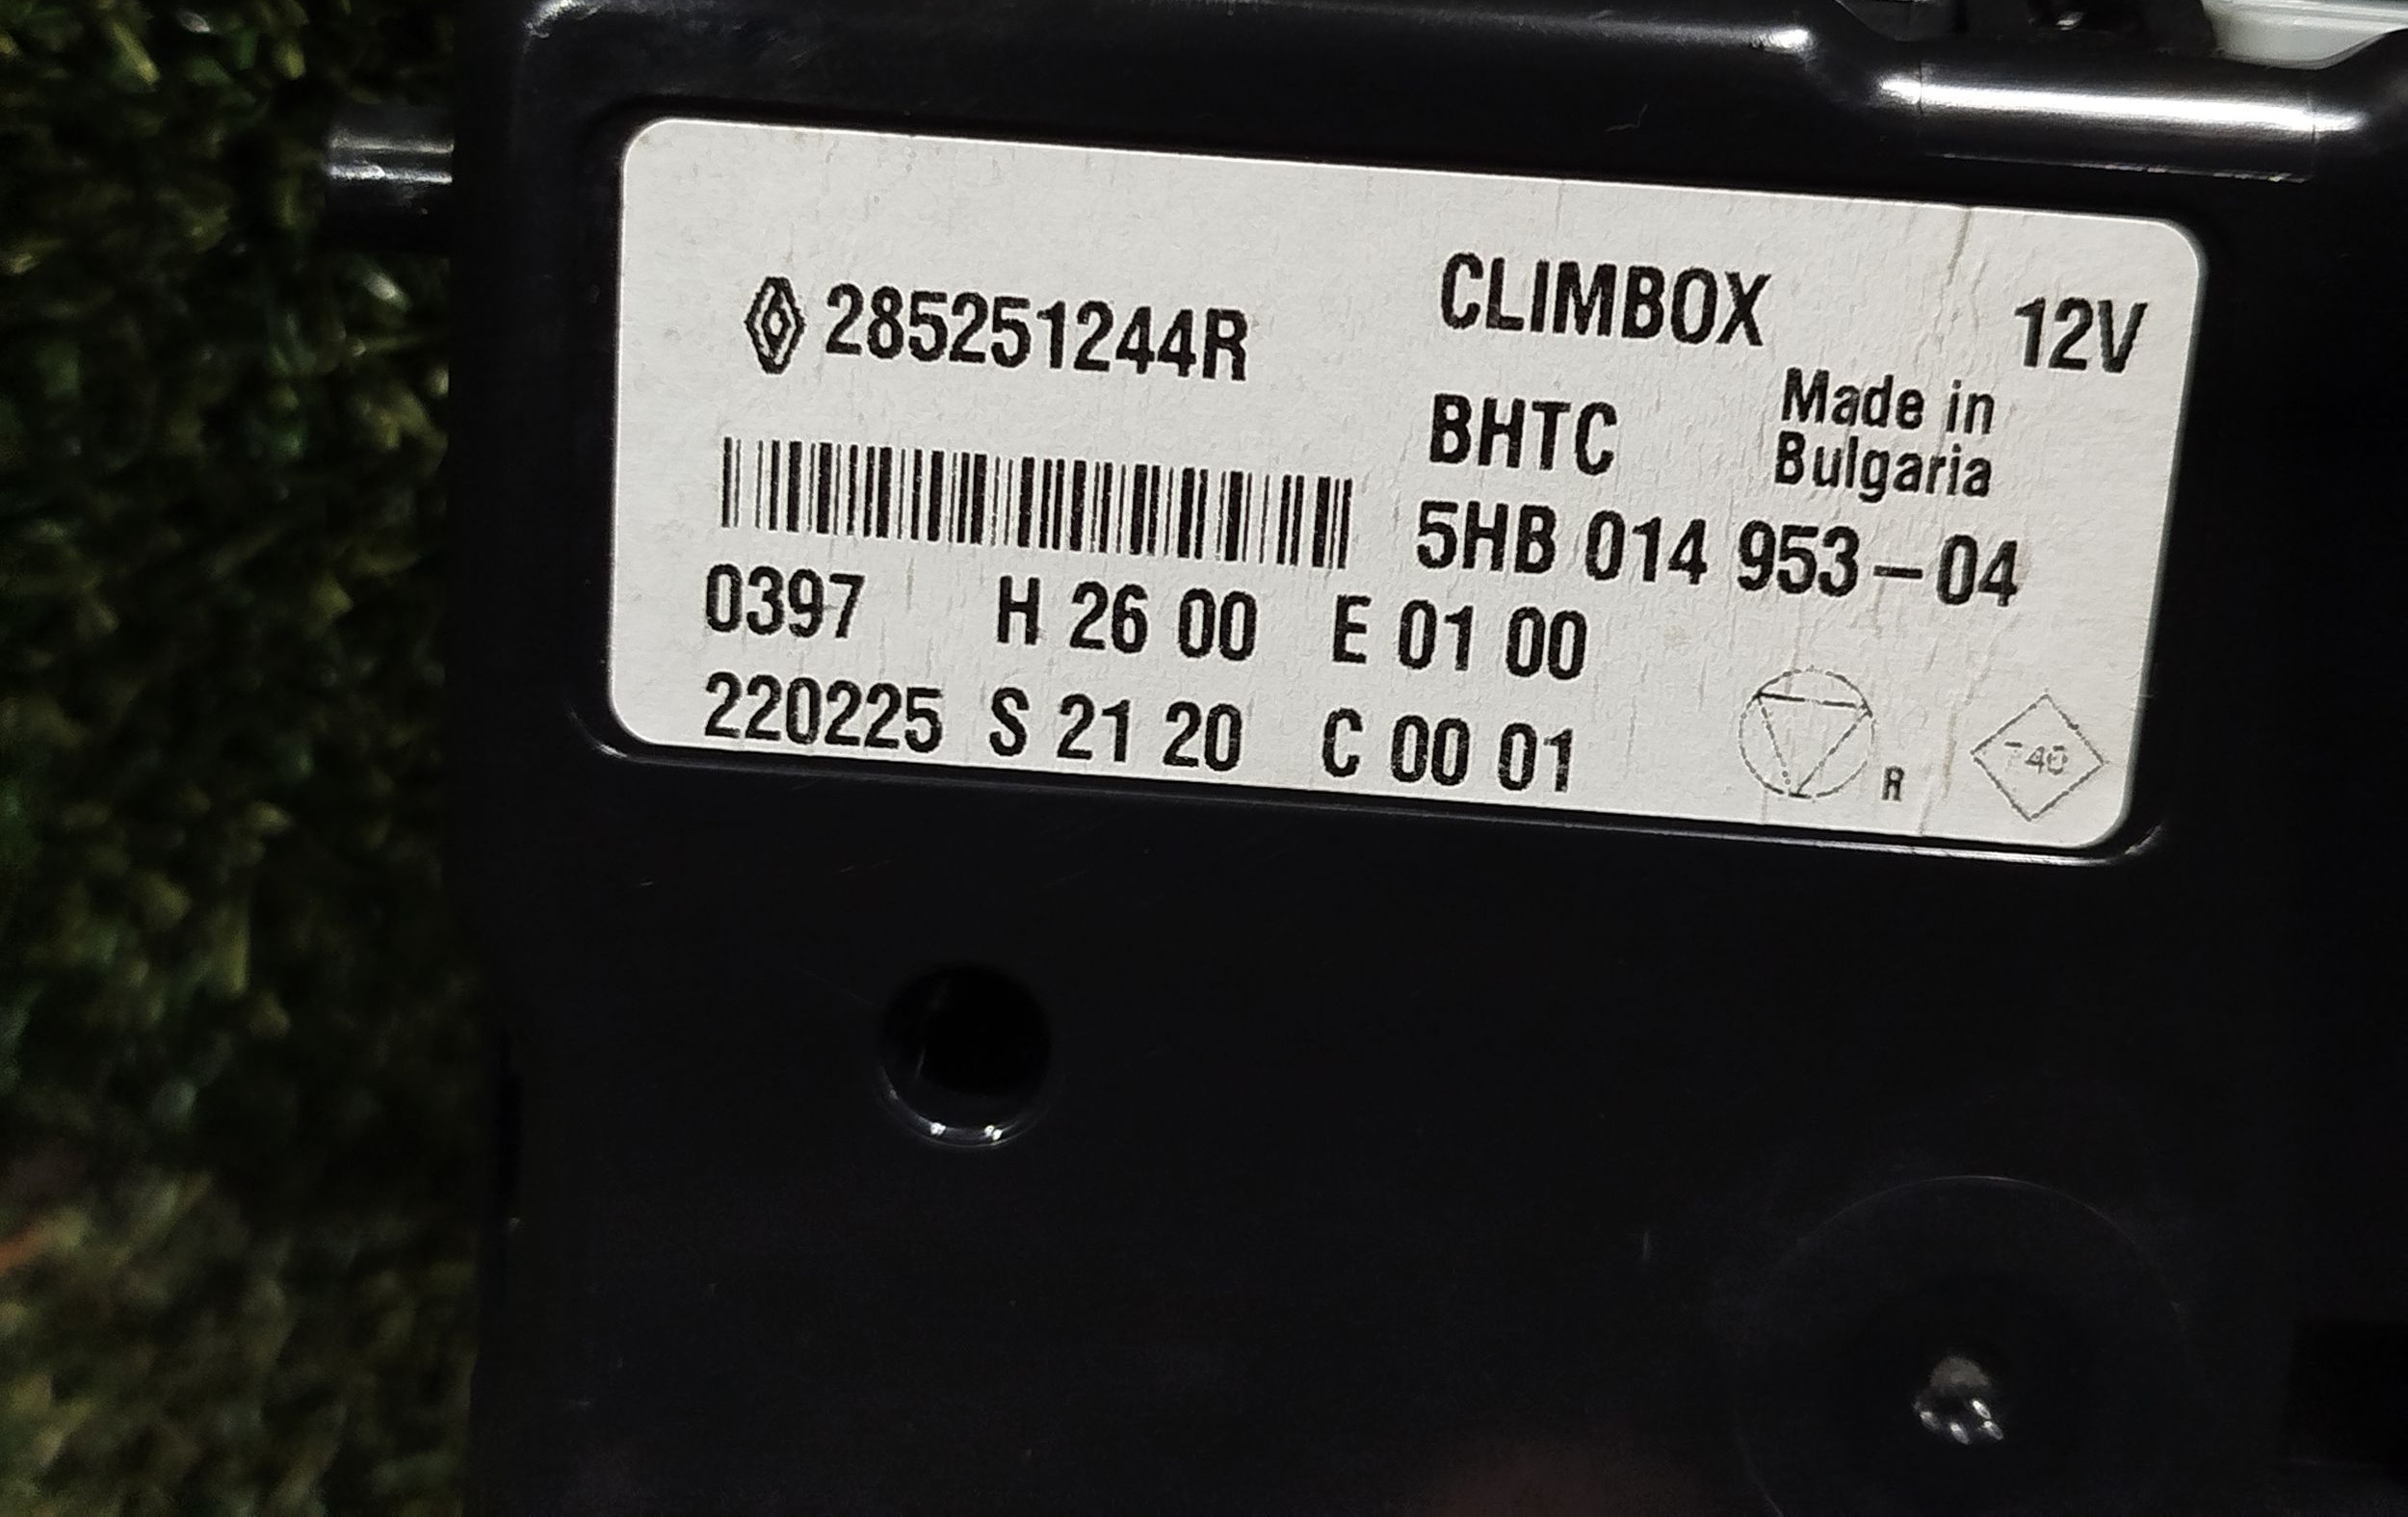 285251244R
CLIMBOX
12V
BHTC
Made in
Bulgaria
5HB 014 953-04
0397 H 26 00 E 01 00
220225 S 21 20 C 00 01
R
740